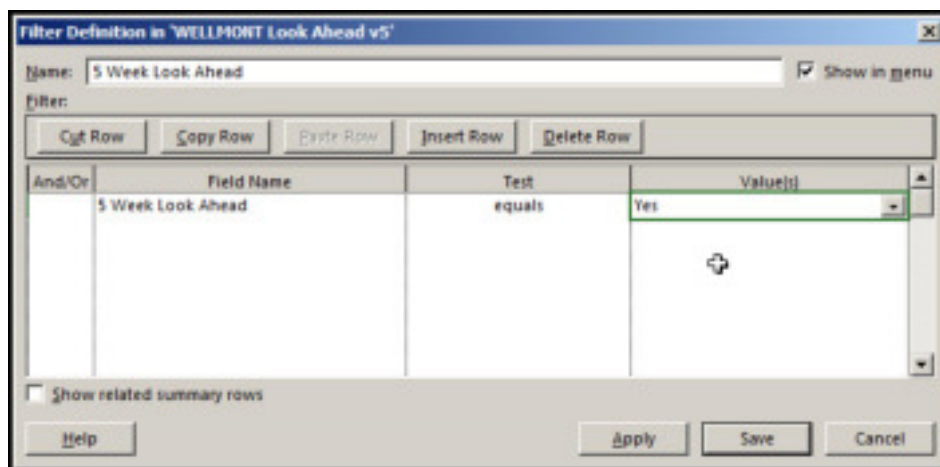 Filter Definition in 'WELLMONT Look Ahead v5'
Name: 5 Week Look Ahead Show in menu
Filter:
Cut Row Copy Row Paste Row Insert Row Delete Row
And/Or Field Name Test Value(s)
5 Week Look Ahead equals Yes
Show related summary rows
Help Apply Save Cancel